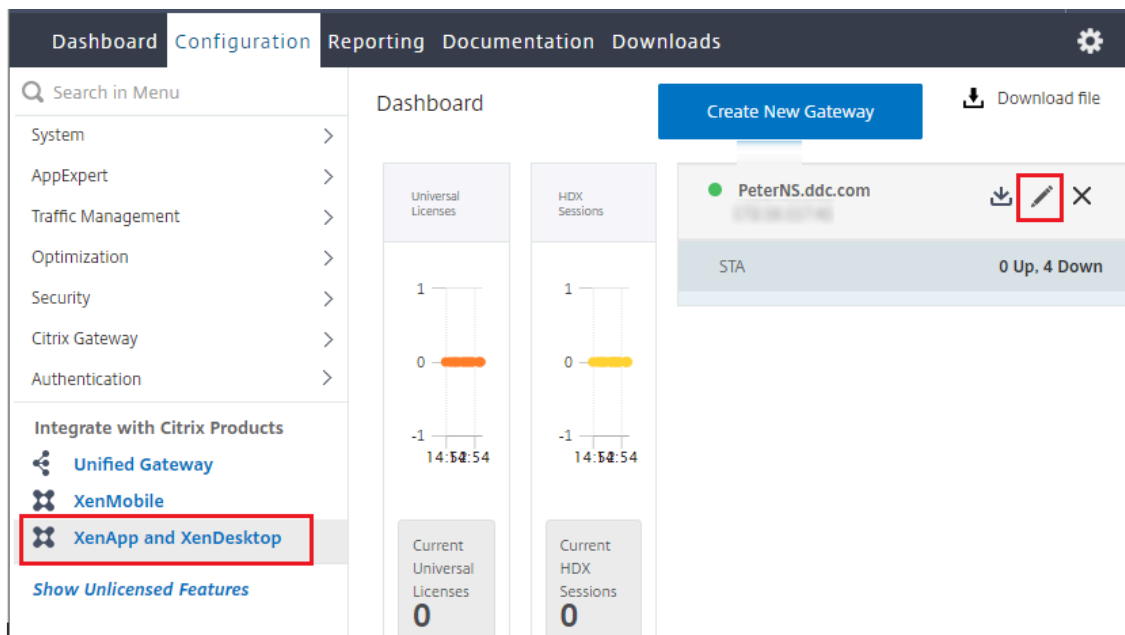 Dashboard Configuration Reporting Documentation Downloads
Search in Menu
System
AppExpert
Traffic Management
Optimization
Security
Citrix Gateway
Authentication
Integrate with Citrix Products
Unified Gateway
XenMobile
XenApp and XenDesktop
Show Unlicensed Features
Dashboard
Create New Gateway
Download file
Universal
Licenses
1
0
-1
Current
Universal
Licenses
0
HDX
Sessions
1
0
-1
Current
HDX
Sessions
0
PeterNS.ddc.com
STA 0 Up, 4 Down